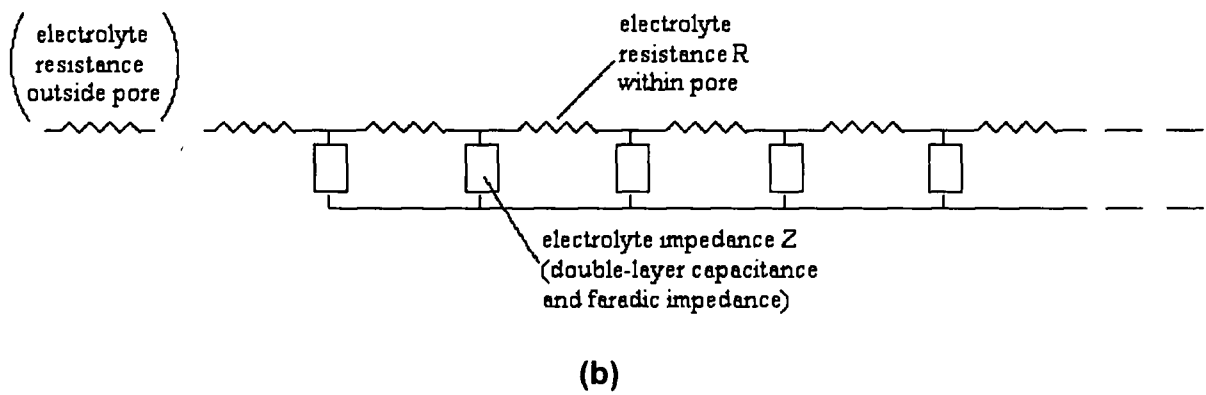 electrolyte
resistance
outside pore
electrolyte
resistance R
within pore
electrolyte impedance Z
(double-layer capacitance
and faradic impedance)
(b)